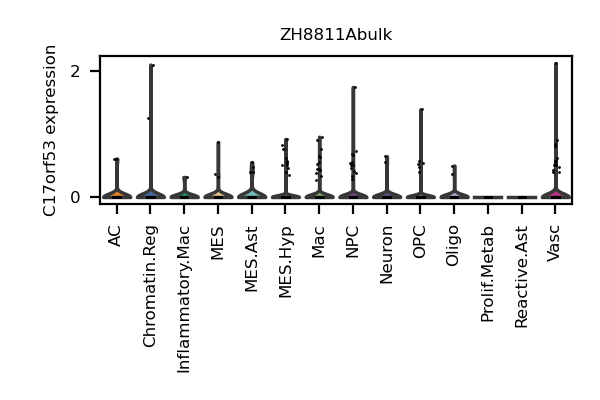 ZH8811Abulk
C17orf53 expression
2
0
AC
Chromatin.Reg
Inflammatory.Mac
MES
MES.Ast
MES.Hyp
Mac
NPC
Neuron
OPC
Oligo
Prolif.Metab
Reactive.Ast
Vasc